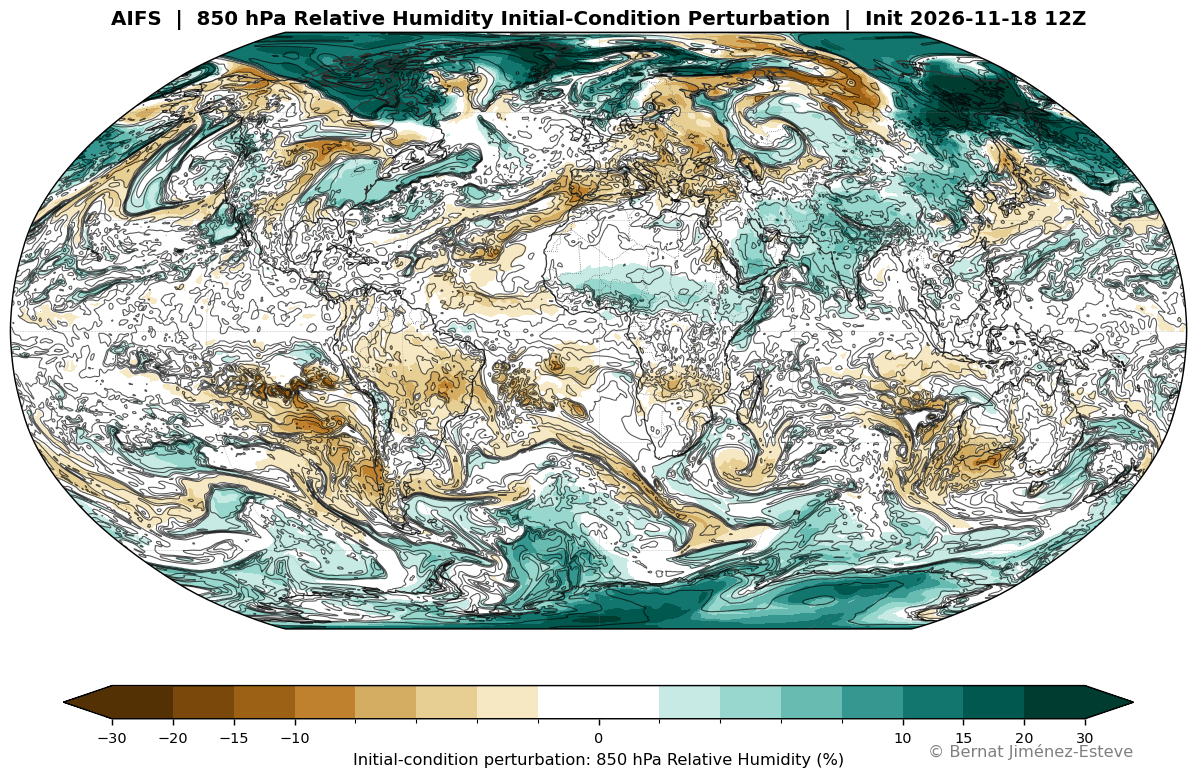 AIFS | 850 hPa Relative Humidity Initial-Condition Perturbation | Init 2026-11-18 12Z
−30 −20 −15 −10 0 10 15 20 30
Initial-condition perturbation: 850 hPa Relative Humidity (%)
© Bernat Jiménez-Esteve